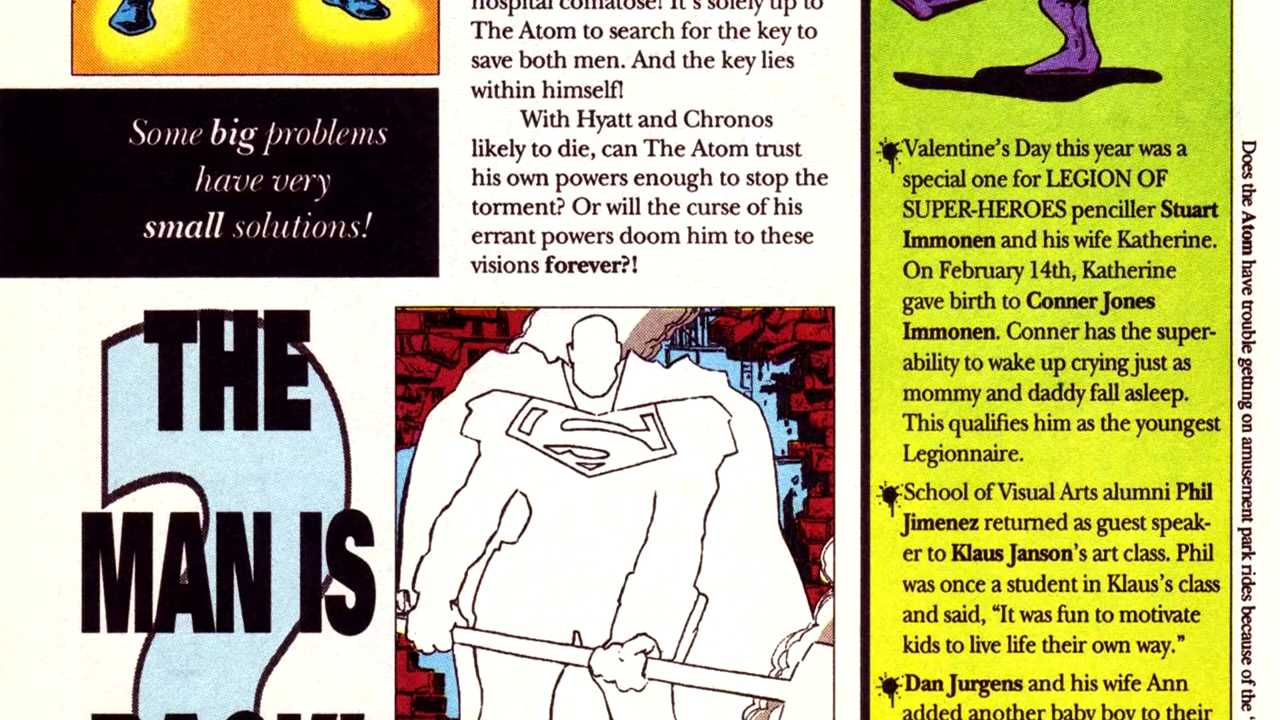 hospital comatose! It's solely up to
The Atom to search for the key to
save both men. And the key lies
within himself!
With Hyatt and Chronos
likely to die, can The Atom trust
his own powers enough to stop the
torment? Or will the curse of his
errant powers doom him to these
visions forever?!
Some big problems
have very
small solutions!
THE
MAN IS
BACK!
Valentine's Day this year was a
special one for LEGION OF
SUPER-HEROES penciller Stuart
Immonen and his wife Katherine.
On February 14th, Katherine
gave birth to Conner Jones
Immonen. Conner has the super-
ability to wake up crying just as
mommy and daddy fall asleep.
This qualifies him as the youngest
Legionnaire.
School of Visual Arts alumni Phil
Jimenez returned as guest speak-
er to Klaus Janson's art class. Phil
was once a student in Klaus's class
and said, “It was fun to motivate
kids to live life their own way.”
Dan Jurgens and his wife Ann
added another baby boy to their
Does the Atom have trouble getting on amusement park rides because of the "